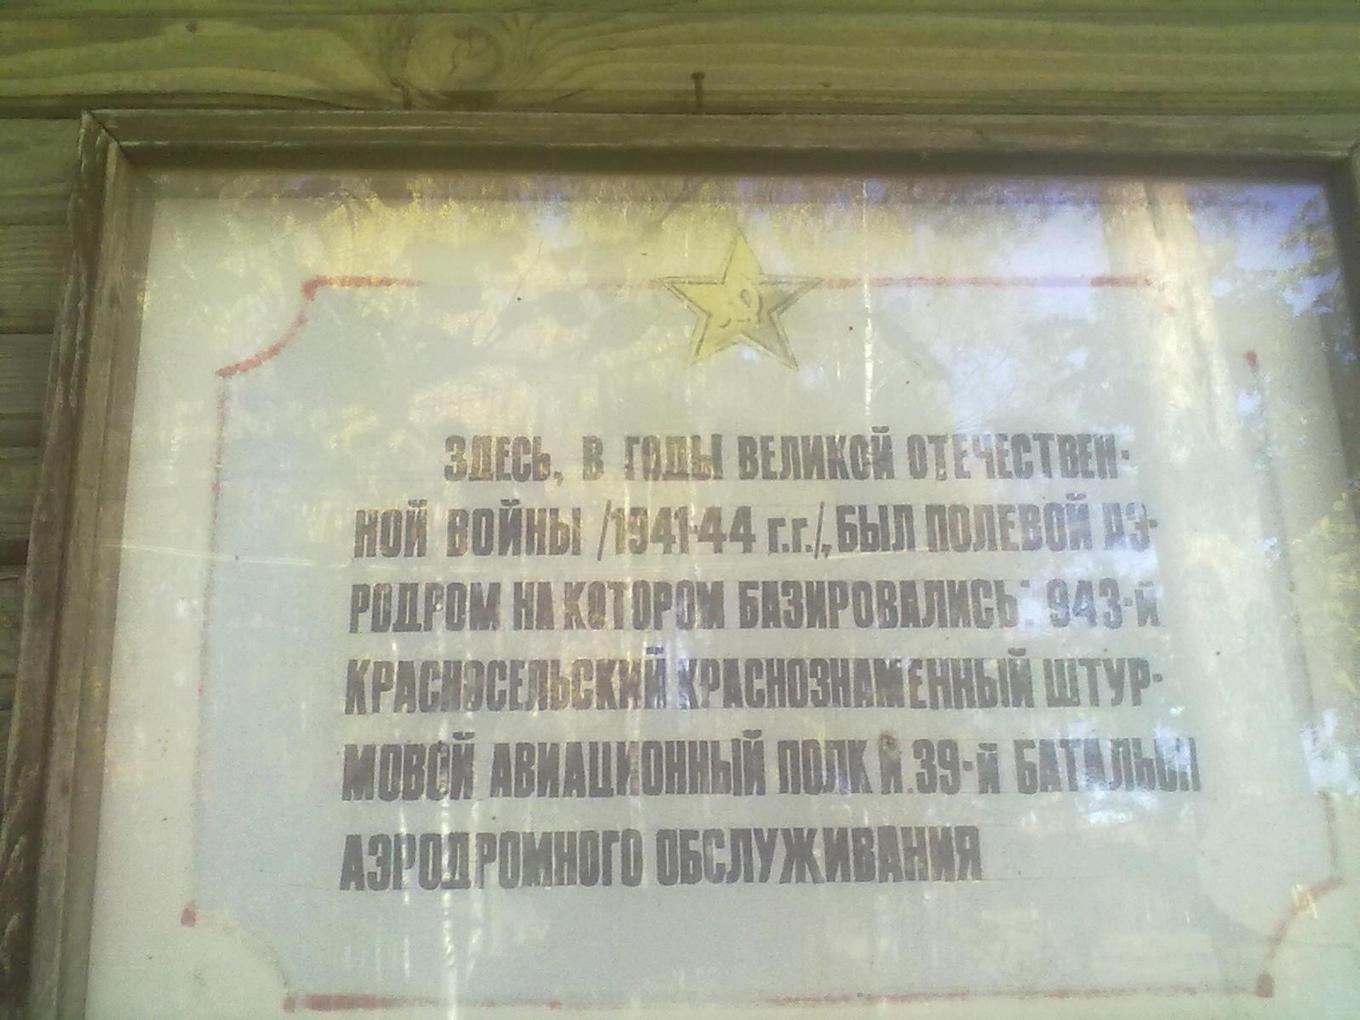 ЗДЕСЬ, В ГОДЫ ВЕЛИКОЙ ОТЕЧЕСТВЕН-
НОЙ ВОЙНЫ /1941-44 г.г./, БЫЛ ПОЛЕВОЙ АЭ-
РОДРОМ НА КОТОРОМ БАЗИРОВАЛИСЬ: 943-й
КРАСНОСЕЛЬСКИЙ КРАСНОЗНАМЕННЫЙ ШТУР-
МОВОЙ АВИАЦИОННЫЙ ПОЛК И 39-й БАТАЛЬОН
АЭРОДРОМНОГО ОБСЛУЖИВАНИЯ